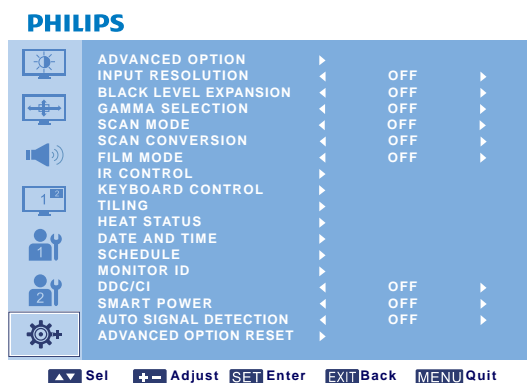 PHILIPS
ADVANCED OPTION
INPUT RESOLUTION OFF
BLACK LEVEL EXPANSION OFF
GAMMA SELECTION OFF
SCAN MODE OFF
SCAN CONVERSION OFF
FILM MODE OFF
IR CONTROL
KEYBOARD CONTROL
TILING
HEAT STATUS
DATE AND TIME
SCHEDULE
MONITOR ID
DDC/CI OFF
SMART POWER OFF
AUTO SIGNAL DETECTION OFF
ADVANCED OPTION RESET
1 2
1
2
Sel Adjust SET Enter EXIT Back MENU Quit